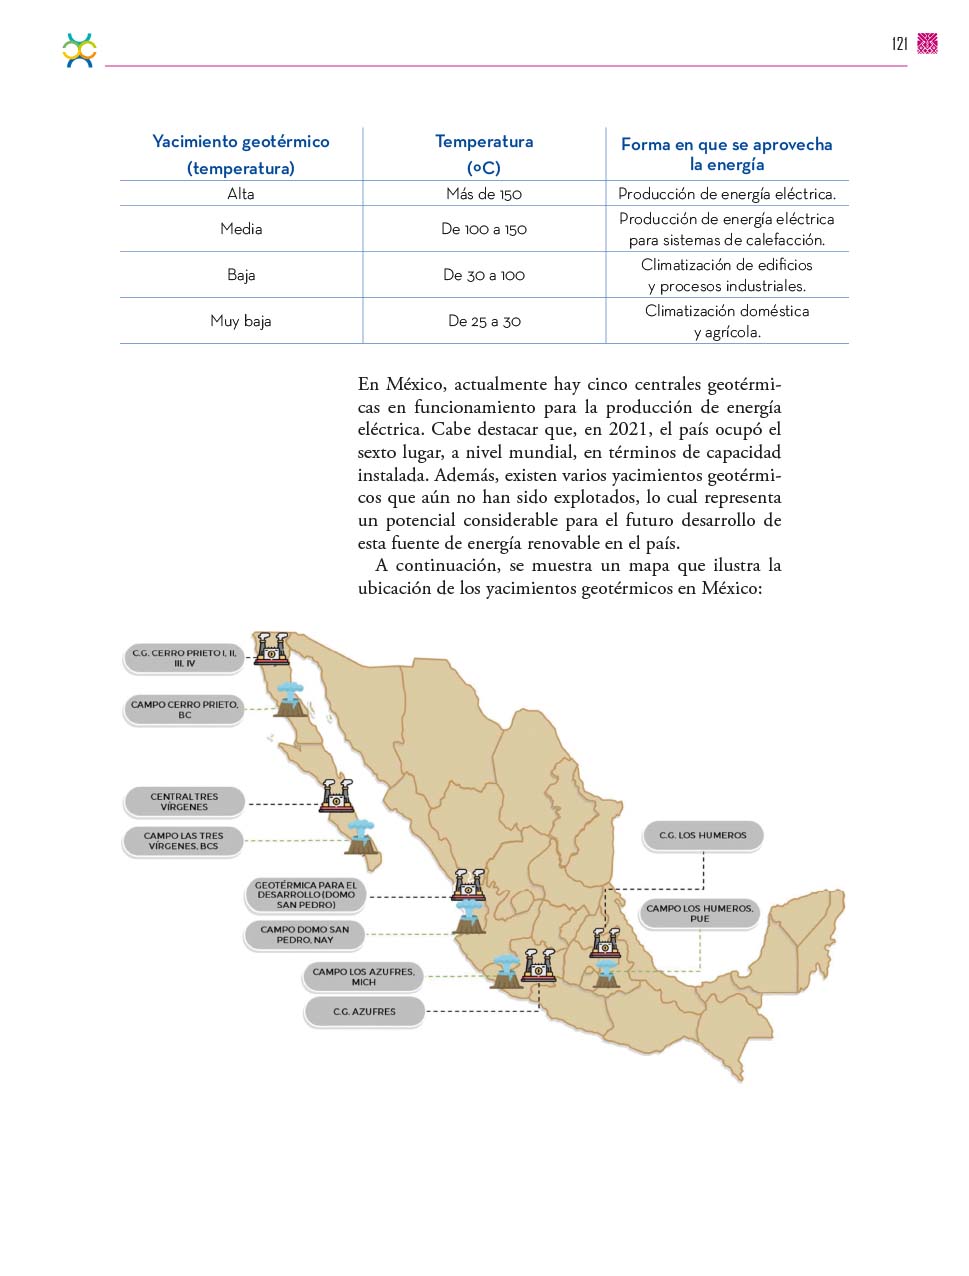 121
Yacimiento geotérmico
(temperatura)
Temperatura
(ºC)
Forma en que se aprovecha
la energía
Alta
Más de 150
Producción de energía eléctrica.
Media
De 100 a 150
Producción de energía eléctrica
para sistemas de calefacción.
Baja
De 30 a 100
Climatización de edificios
y procesos industriales.
Muy baja
De 25 a 30
Climatización doméstica
y agrícola.
En México, actualmente hay cinco centrales geotérmi-
cas en funcionamiento para la producción de energía
eléctrica. Cabe destacar que, en 2021, el país ocupó el
sexto lugar, a nivel mundial, en términos de capacidad
instalada. Además, existen varios yacimientos geotérmi-
cos que aún no han sido explotados, lo cual representa
un potencial considerable para el futuro desarrollo de
esta fuente de energía renovable en el país.
A continuación, se muestra un mapa que ilustra la
ubicación de los yacimientos geotérmicos en México:
C.G. CERRO PRIETO I, II,
III, IV
CAMPO CERRO PRIETO,
BC
CENTRAL TRES
VÍRGENES
CAMPO LAS TRES
VÍRGENES, BCS
GEOTÉRMICA PARA EL
DESARROLLO (DOMO
SAN PEDRO)
CAMPO DOMO SAN
PEDRO, NAY
CAMPO LOS AZUFRES,
MICH
C.G. AZUFRES
C.G. LOS HUMEROS
CAMPO LOS HUMEROS,
PUE